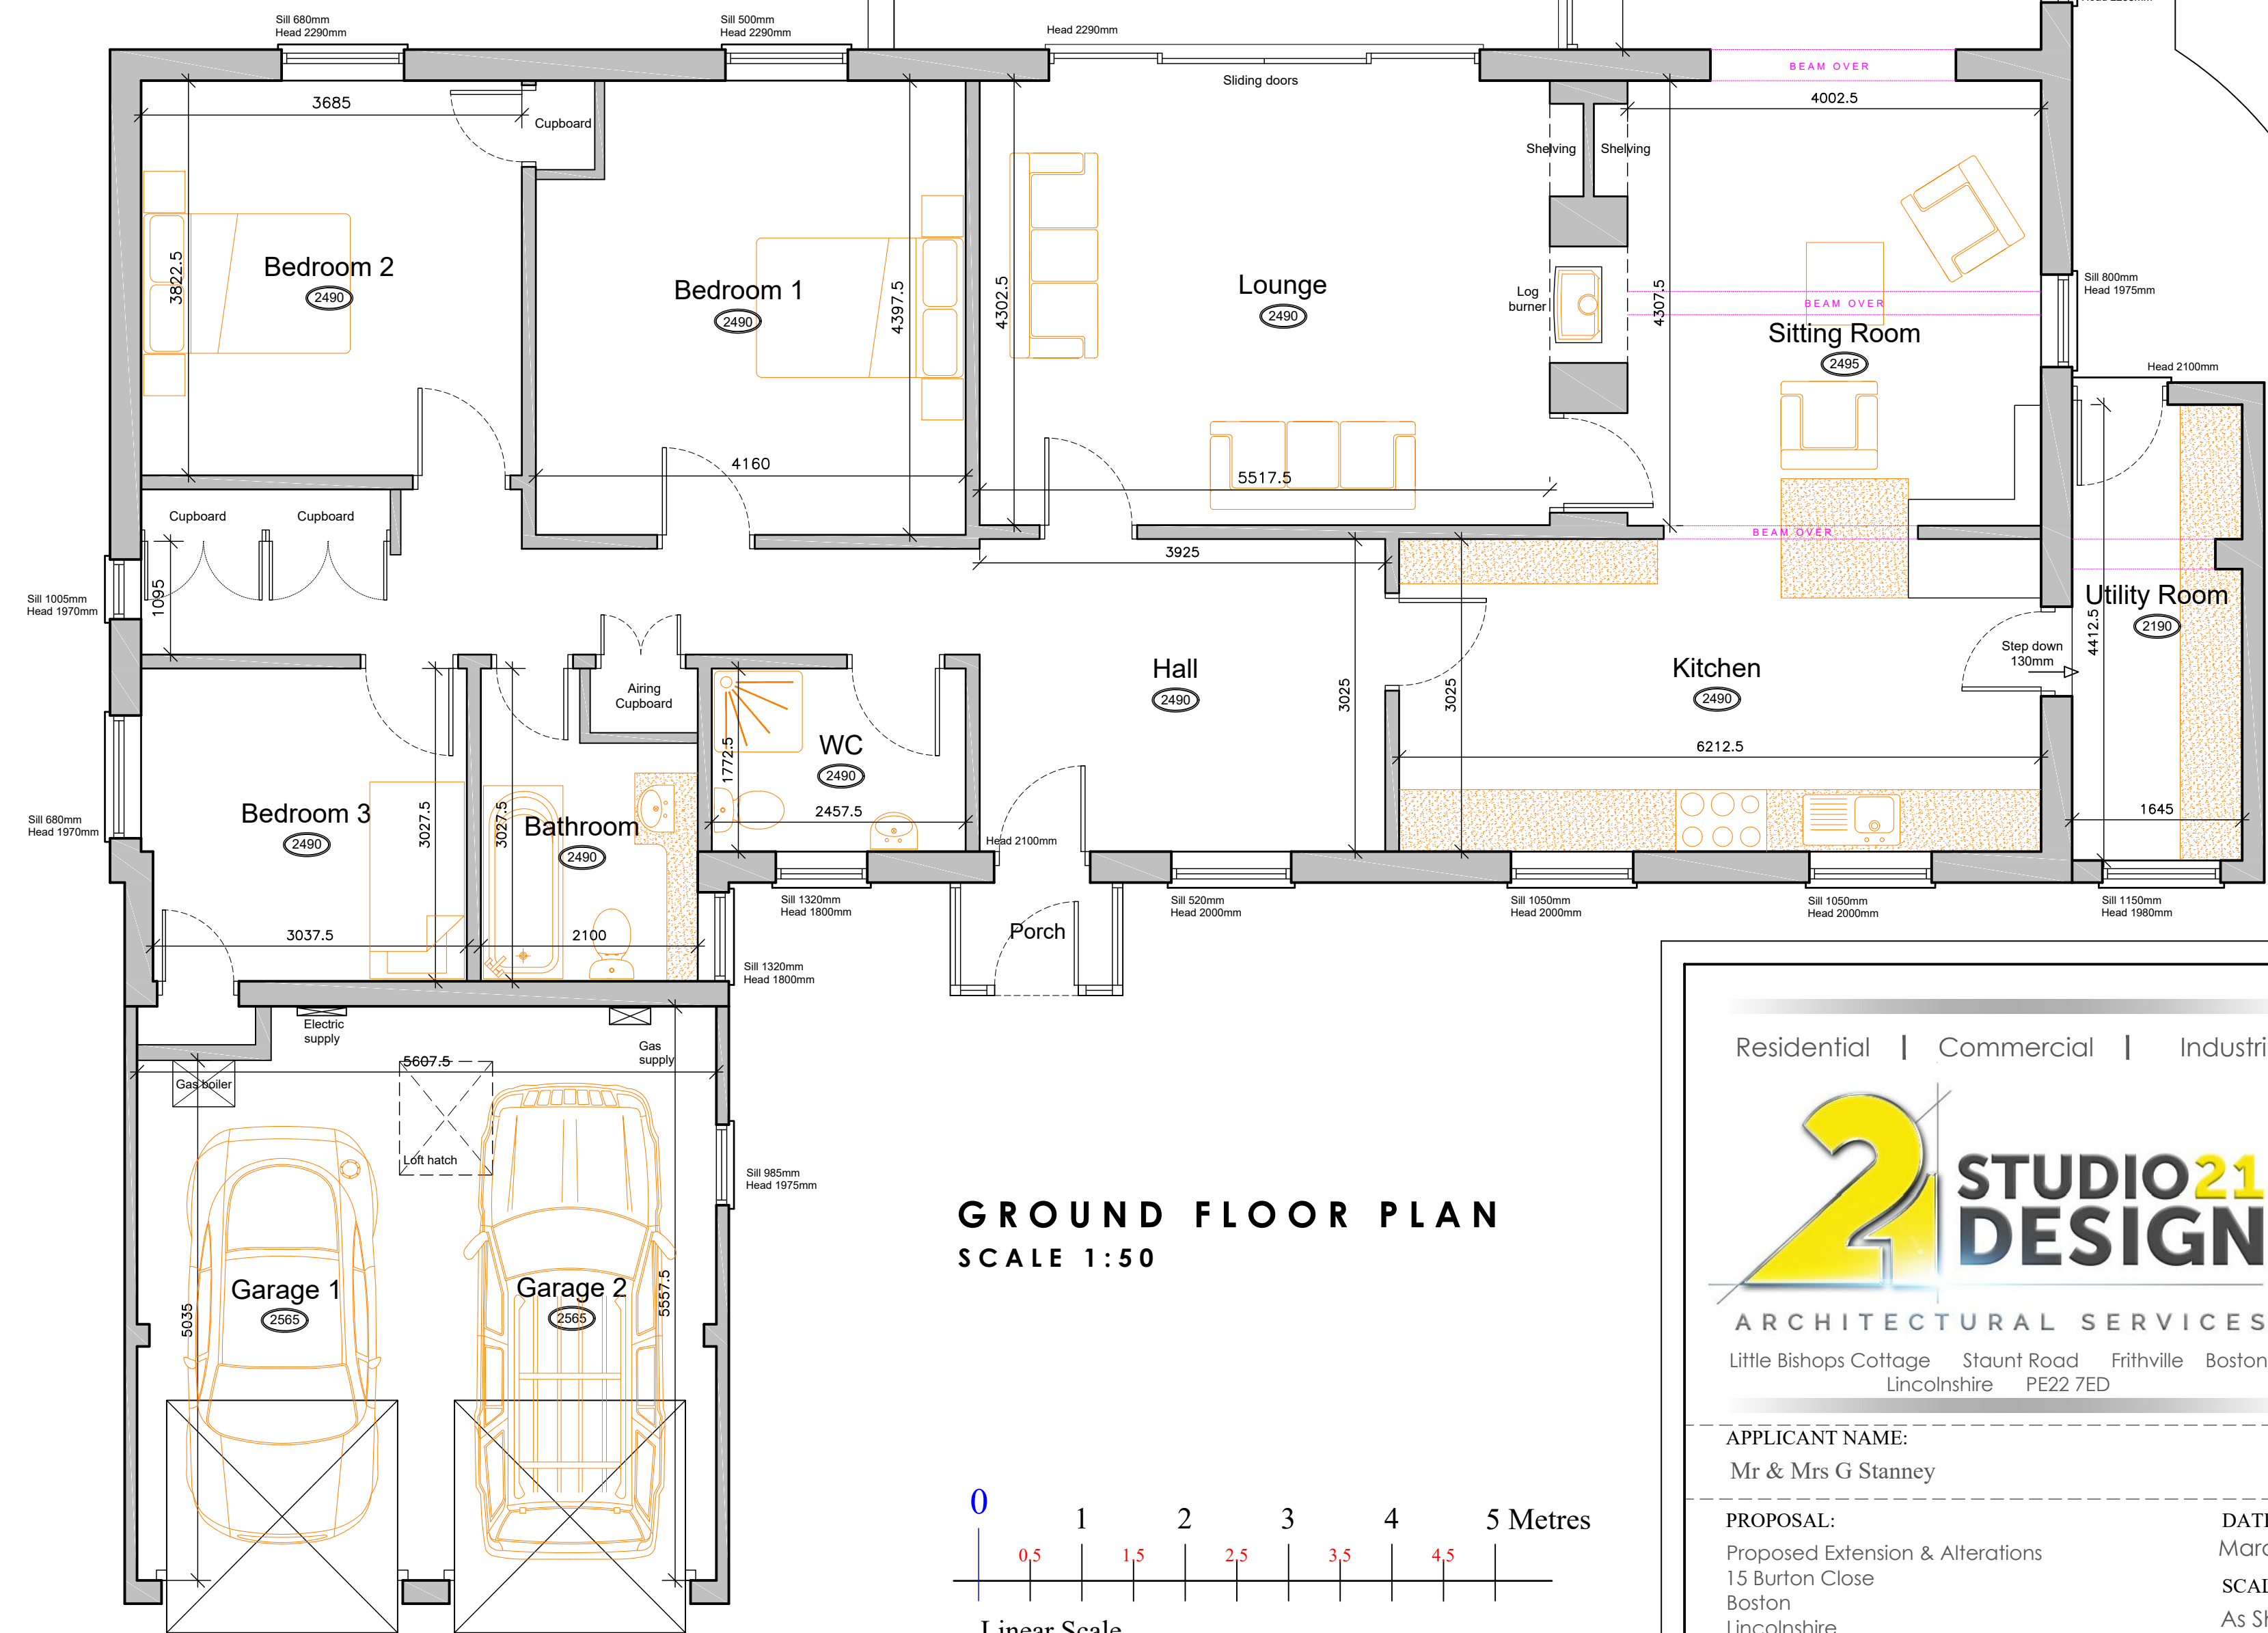 Sill 680mm
Head 2290mm
Sill 500mm
Head 2290mm
Head 2290mm
Sliding doors
BEAM OVER
3685
4002.5
Cupboard
Shelving
Shelving
3822.5
Bedroom 2
2490
Bedroom 1
2490
4397.5
4302.5
Lounge
2490
Log
burner
4307.5
BEAM OVER
Sitting Room
2495
Sill 800mm
Head 1975mm
Head 2100mm
4160
5517.5
Cupboard
Cupboard
BEAM OVER
3925
1095
Sill 1005mm
Head 1970mm
Utility Room
2190
4412.5
Step down
130mm
Hall
2490
3025
3025
Kitchen
2490
Airing
Cupboard
WC
2490
1772.5
2457.5
6212.5
1645
Sill 680mm
Head 1970mm
Bedroom 3
2490
3027.5
3027.5
Bathroom
2490
Head 2100mm
Sill 1320mm
Head 1800mm
Sill 520mm
Head 2000mm
Sill 1050mm
Head 2000mm
Sill 1050mm
Head 2000mm
Sill 1150mm
Head 1980mm
Porch
3037.5
2100
Sill 1320mm
Head 1800mm
Electric
supply
Gas
supply
5607.5
Gas boiler
Loft hatch
Sill 985mm
Head 1975mm
Garage 1
2565
Garage 2
2565
5035
5557.5
GROUND FLOOR PLAN
SCALE 1:50
0
1
2
3
4
5 Metres
0.5
1.5
2.5
3.5
4.5
Linear Scale
Residential | Commercial | Industri
21
STUDIO21
DESIGN
ARCHITECTURAL SERVICES
Little Bishops Cottage Staunt Road Frithville Boston
Lincolnshire PE22 7ED
APPLICANT NAME:
Mr & Mrs G Stanney
PROPOSAL:
Proposed Extension & Alterations
15 Burton Close
Boston
Lincolnshire
DATE
Marc
SCAL
As Sh